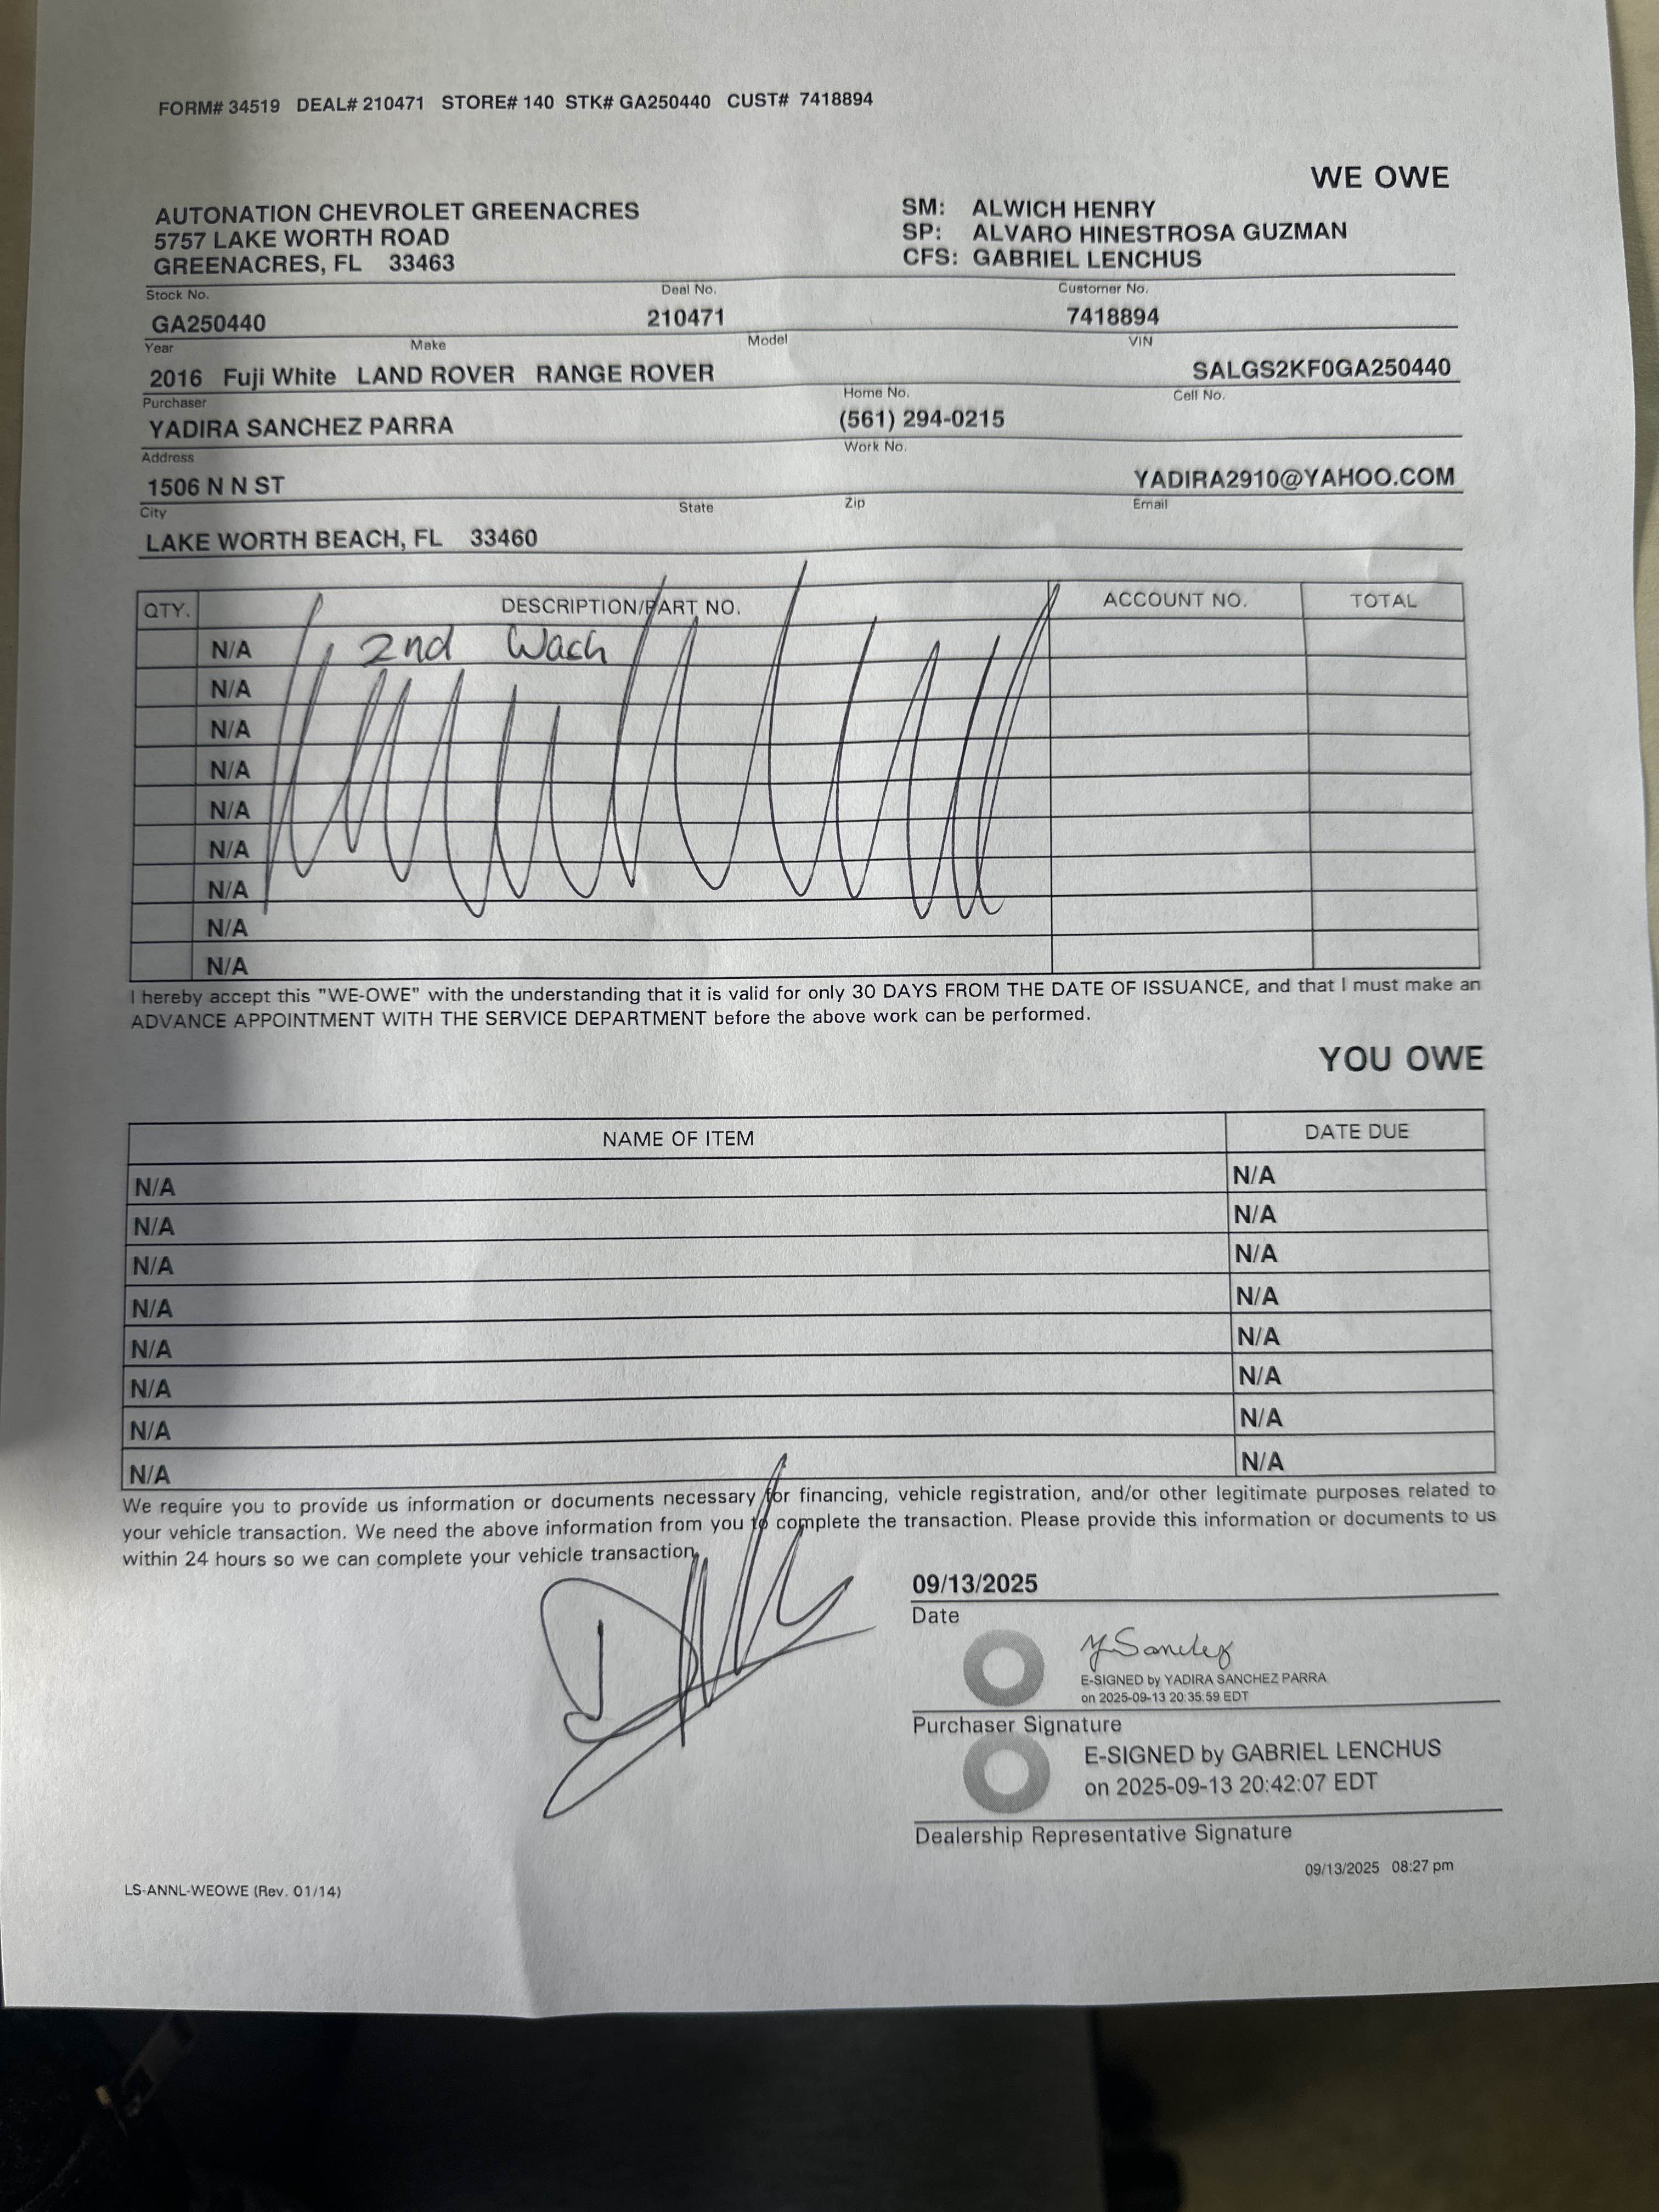 FORM# 34519 DEAL# 210471 STORE# 140 STK# GA250440 CUST# 7418894
WE OWE
AUTONATION CHEVROLET GREENACRES
5757 LAKE WORTH ROAD
GREENACRES, FL 33463
SM: ALWICH HENRY
SP: ALVARO HINESTROSA GUZMAN
CFS: GABRIEL LENCHUS
Stock No. Deal No. Customer No.
GA250440 210471 7418894
Year Make Model VIN
2016 Fuji White LAND ROVER RANGE ROVER SALGS2KF0GA250440
Purchaser Home No. Cell No.
YADIRA SANCHEZ PARRA (561) 294-0215
Address Work No.
1506 N N ST YADIRA2910@YAHOO.COM
City State Zip Email
LAKE WORTH BEACH, FL 33460
QTY. DESCRIPTION/PART NO. ACCOUNT NO. TOTAL
N/A 2nd Wash
N/A
N/A
N/A
N/A
N/A
N/A
N/A
N/A
I hereby accept this "WE-OWE" with the understanding that it is valid for only 30 DAYS FROM THE DATE OF ISSUANCE, and that I must make an
ADVANCE APPOINTMENT WITH THE SERVICE DEPARTMENT before the above work can be performed.
YOU OWE
NAME OF ITEM DATE DUE
N/A N/A
N/A N/A
N/A N/A
N/A N/A
N/A N/A
N/A N/A
N/A N/A
N/A N/A
We require you to provide us information or documents necessary for financing, vehicle registration, and/or other legitimate purposes related to
your vehicle transaction. We need the above information from you to complete the transaction. Please provide this information or documents to us
within 24 hours so we can complete your vehicle transaction.
09/13/2025
Date
Y Sanchez
E-SIGNED by YADIRA SANCHEZ PARRA
on 2025-09-13 20:35:59 EDT
Purchaser Signature
E-SIGNED by GABRIEL LENCHUS
on 2025-09-13 20:42:07 EDT
Dealership Representative Signature
09/13/2025 08:27 pm
LS-ANNL-WEOWE (Rev. 01/14)